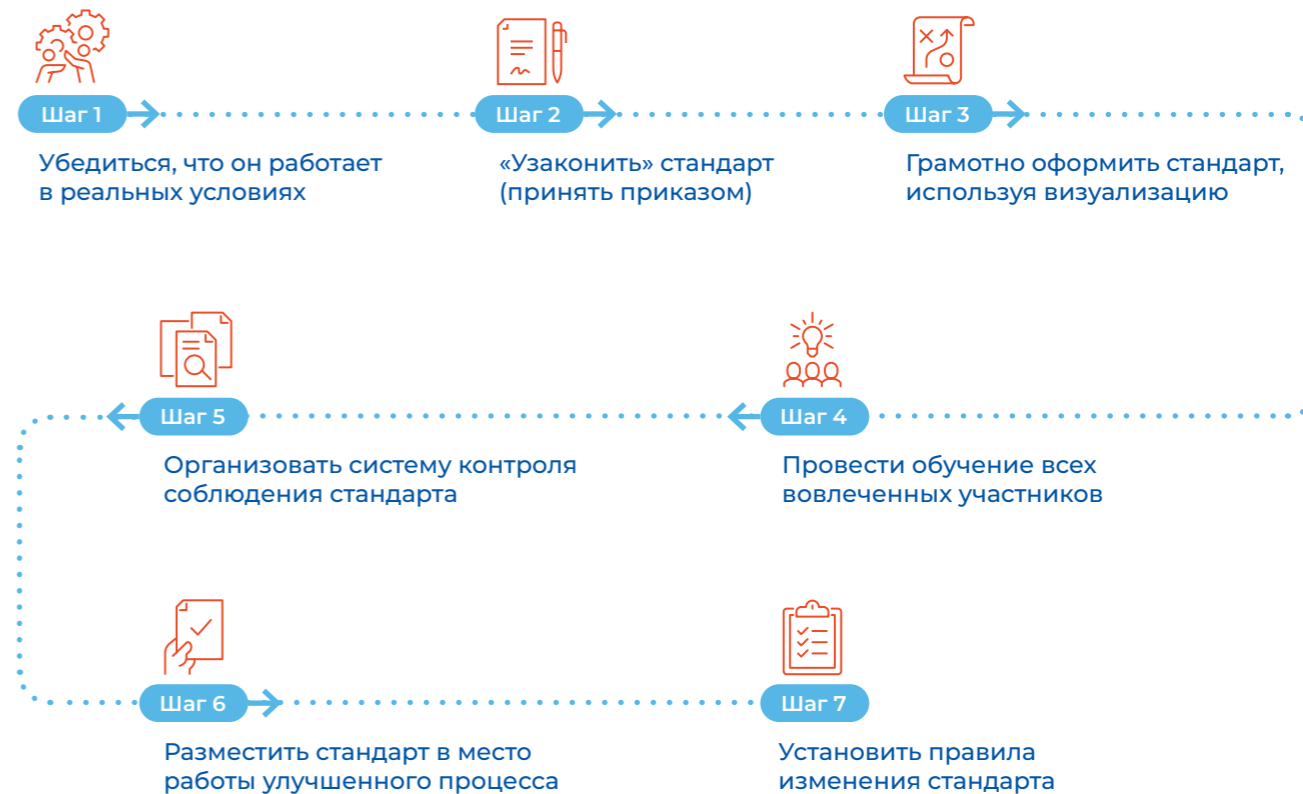 Шаг 1
Убедиться, что он работает
в реальных условиях
Шаг 2
«Узаконить» стандарт
(принять приказом)
Шаг 3
Грамотно оформить стандарт,
используя визуализацию
Шаг 4
Провести обучение всех
вовлеченных участников
Шаг 5
Организовать систему контроля
соблюдения стандарта
Шаг 6
Разместить стандарт в место
работы улучшенного процесса
Шаг 7
Установить правила
изменения стандарта